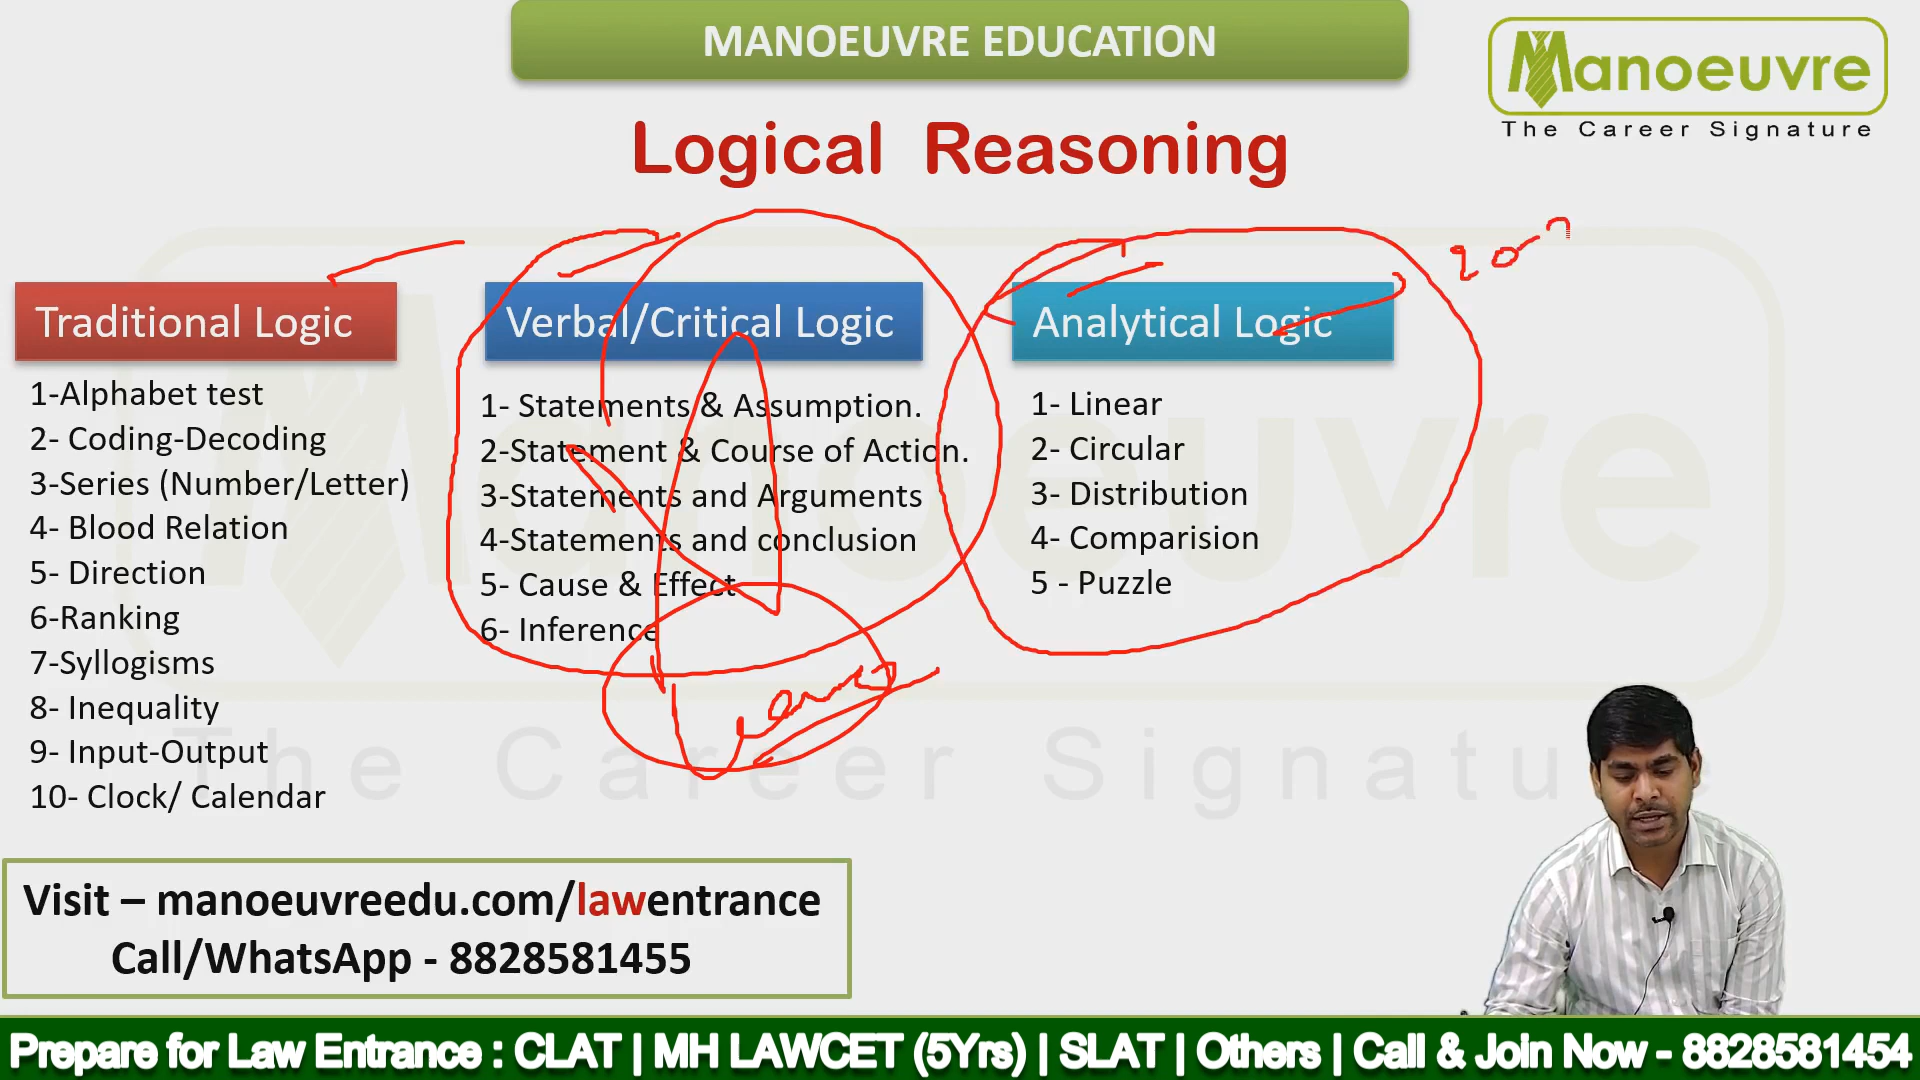 MANOEUVRE EDUCATION
Manoeuvre
The Career Signature
Logical Reasoning
Traditional Logic
1-Alphabet test
2- Coding-Decoding
3-Series (Number/Letter)
4- Blood Relation
5- Direction
6-Ranking
7-Syllogisms
8- Inequality
9- Input-Output
10- Clock/ Calendar
Verbal/Critical Logic
1- Statements & Assumption.
2-Statement & Course of Action.
3-Statements and Arguments
4-Statements and conclusion
5- Cause & Effect
6- Inference
Analytical Logic
1- Linear
2- Circular
3- Distribution
4- Comparision
5 - Puzzle
Manoeuvre
The Career Signature
Visit – manoeuvreedu.com/lawentrance
Call/WhatsApp - 8828581455
Prepare for Law Entrance : CLAT | MH LAWCET (5Yrs) | SLAT | Others | Call & Join Now - 8828581454